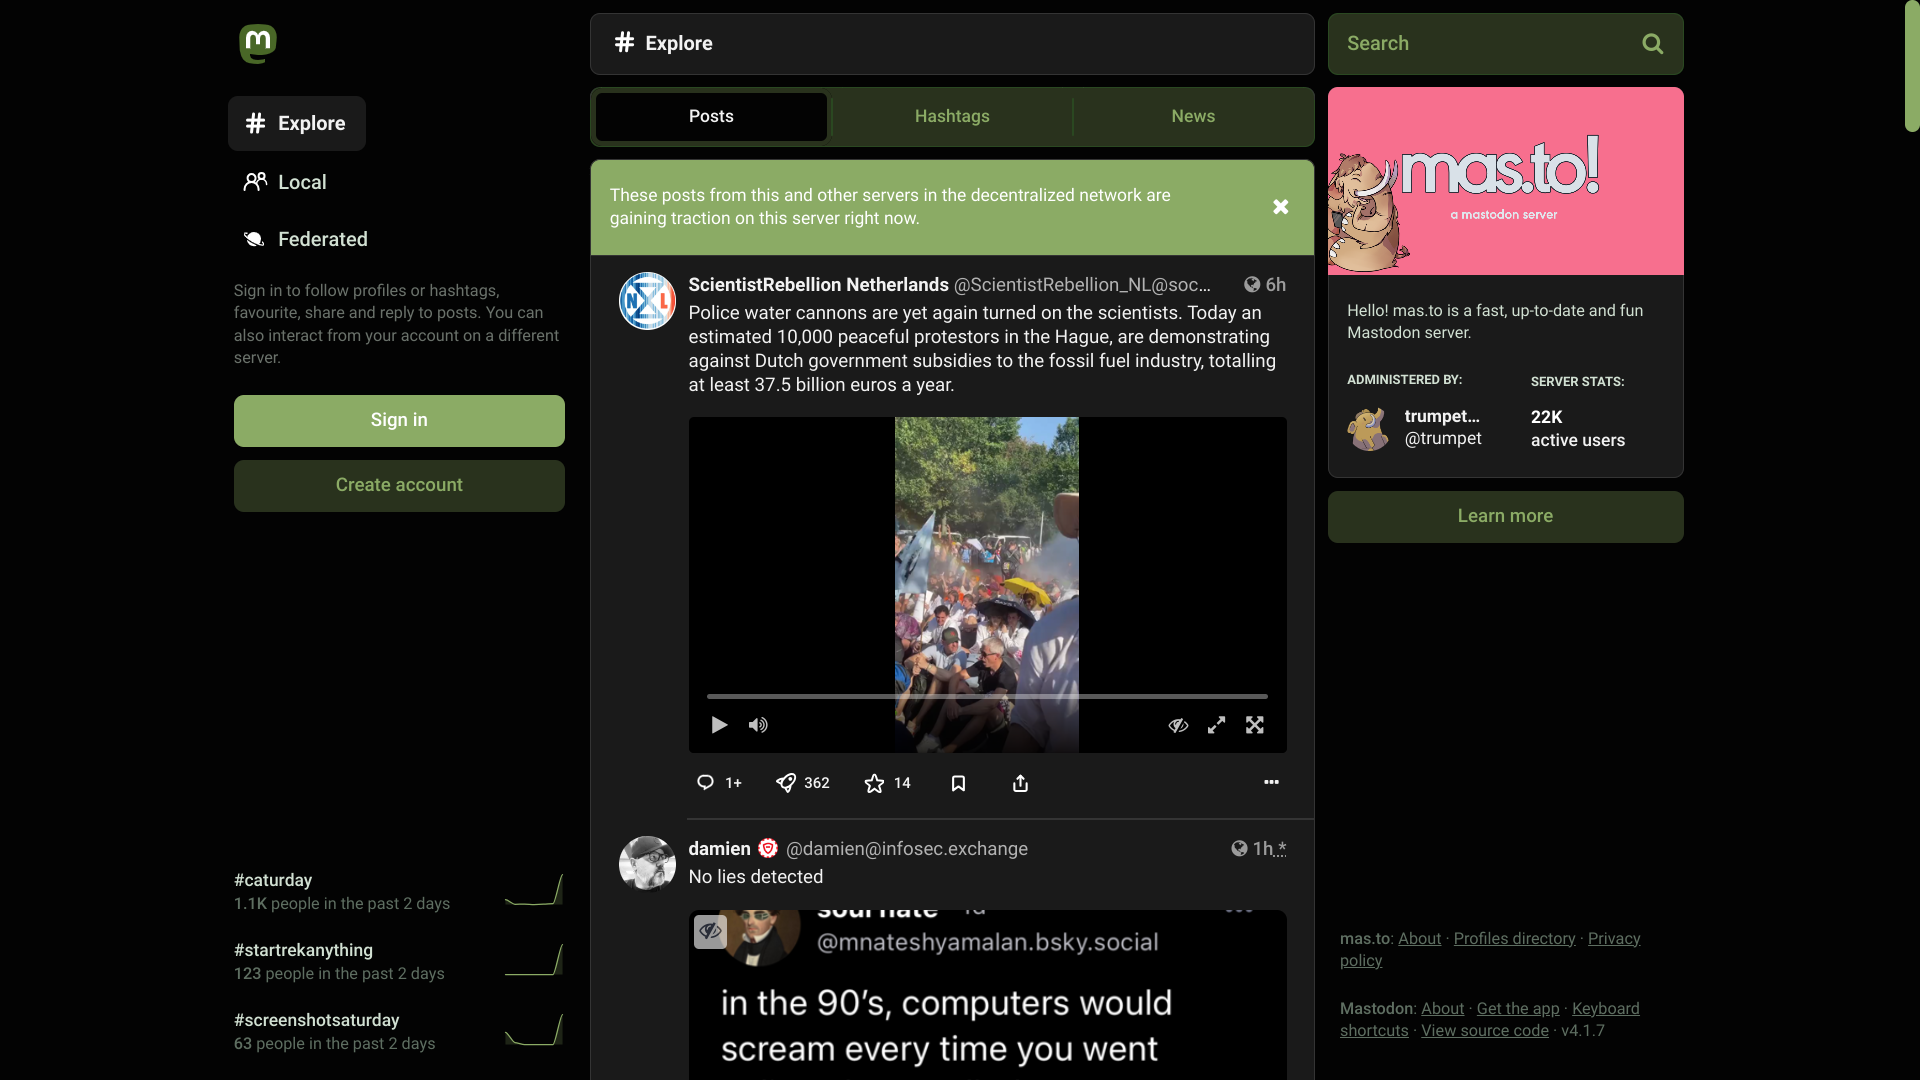 Explore
Local
Federated
Sign in to follow profiles or hashtags,
favourite, share and reply to posts. You can
also interact from your account on a different
server.
Sign in
Create account
#caturday
1.1K people in the past 2 days
#startrekanything
123 people in the past 2 days
#screenshotsaturday
63 people in the past 2 days
Explore
Posts
Hashtags
News
These posts from this and other servers in the decentralized network are
gaining traction on this server right now.
ScientistRebellion Netherlands @ScientistRebellion_NL@soc... 6h
Police water cannons are yet again turned on the scientists. Today an
estimated 10,000 peaceful protestors in the Hague, are demonstrating
against Dutch government subsidies to the fossil fuel industry, totalling
at least 37.5 billion euros a year.
1+ 362 14
damien @damien@infosec.exchange 1h *
No lies detected
@mnateshyamalan.bsky.social
in the 90's, computers would
scream every time you went
Search
mas.to!
a mastodon server
Hello! mas.to is a fast, up-to-date and fun
Mastodon server.
ADMINISTERED BY:
trumpet...
@trumpet
SERVER STATS:
22K
active users
Learn more
mas.to: About · Profiles directory · Privacy
policy
Mastodon: About · Get the app · Keyboard
shortcuts · View source code · v4.1.7